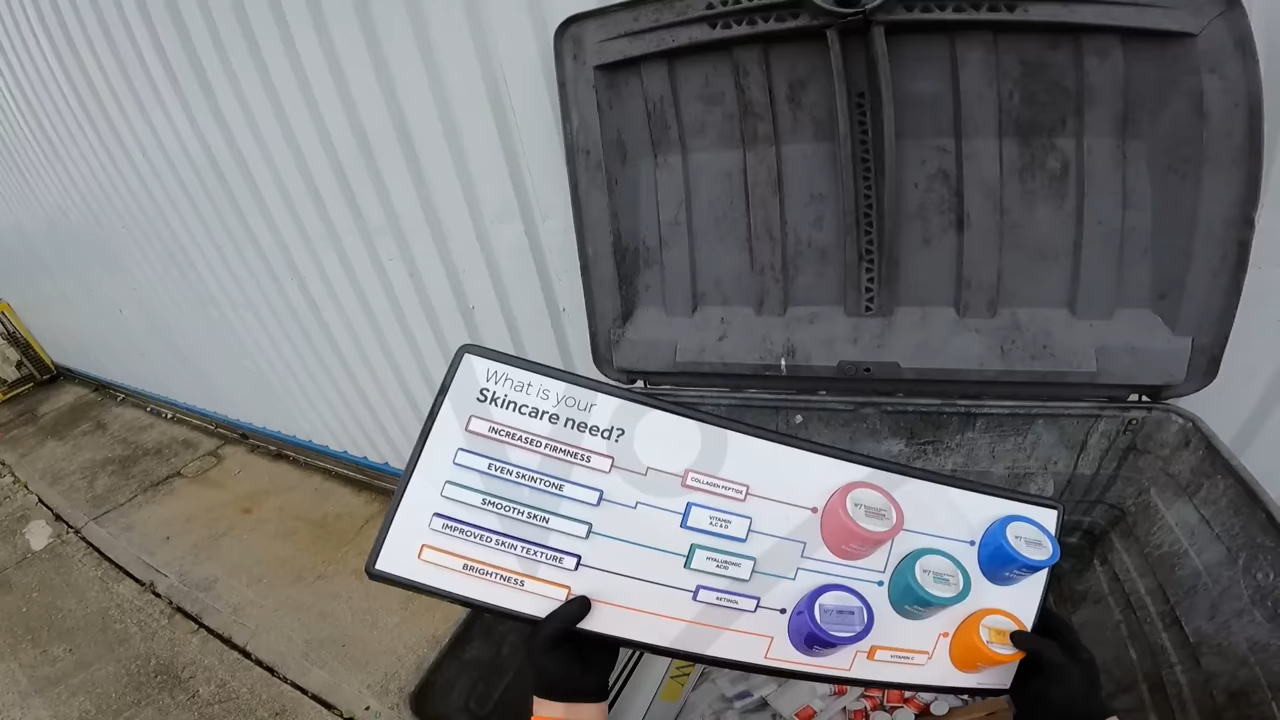 What is your
Skincare need?
INCREASED FIRMNESS
EVEN SKINTONE
SMOOTH SKIN
IMPROVED SKIN TEXTURE
BRIGHTNESS
COLLAGEN PEPTIDE
VITAMIN
A,C & D
HYALURONIC
ACID
RETINOL
VITAMIN C